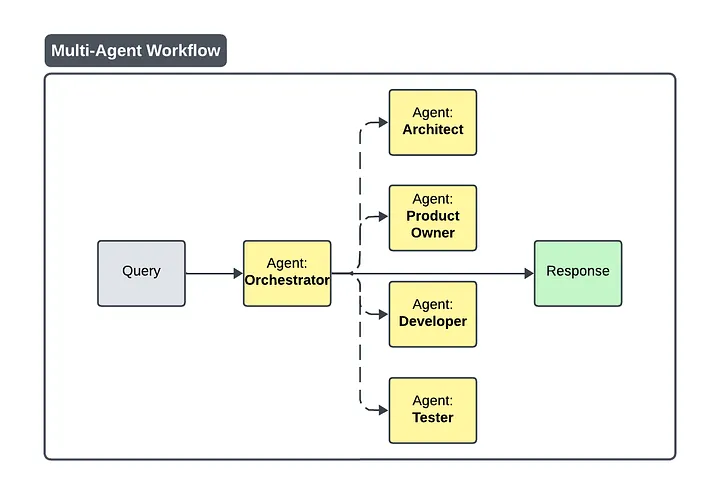 Multi-Agent Workflow
Agent:
Architect
Agent:
Product
Owner
Query
Agent:
Orchestrator
Response
Agent:
Developer
Agent:
Tester